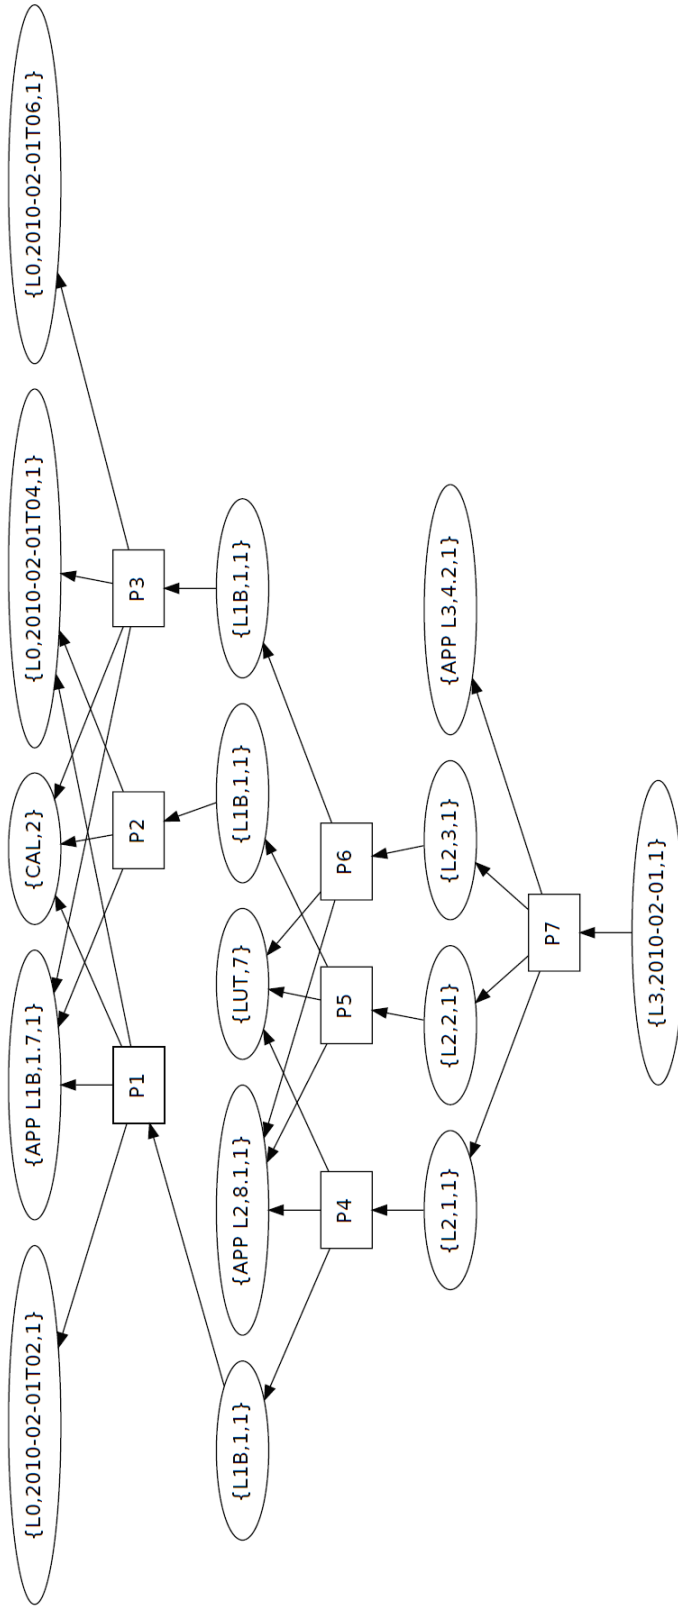 {L0,2010-02-01T02,1}
{APP L1B,1.7,1}
{CAL,2}
{L0,2010-02-01T04,1}
{L0,2010-02-01T06,1}
P1
P2
P3
{L1B,1,1}
{APP L2,8.1,1}
{LUT,7}
{L1B,1,1}
{L1B,1,1}
P4
P5
P6
{L2,1,1}
{L2,2,1}
{L2,3,1}
{APP L3,4.2,1}
P7
{L3,2010-02-01,1}